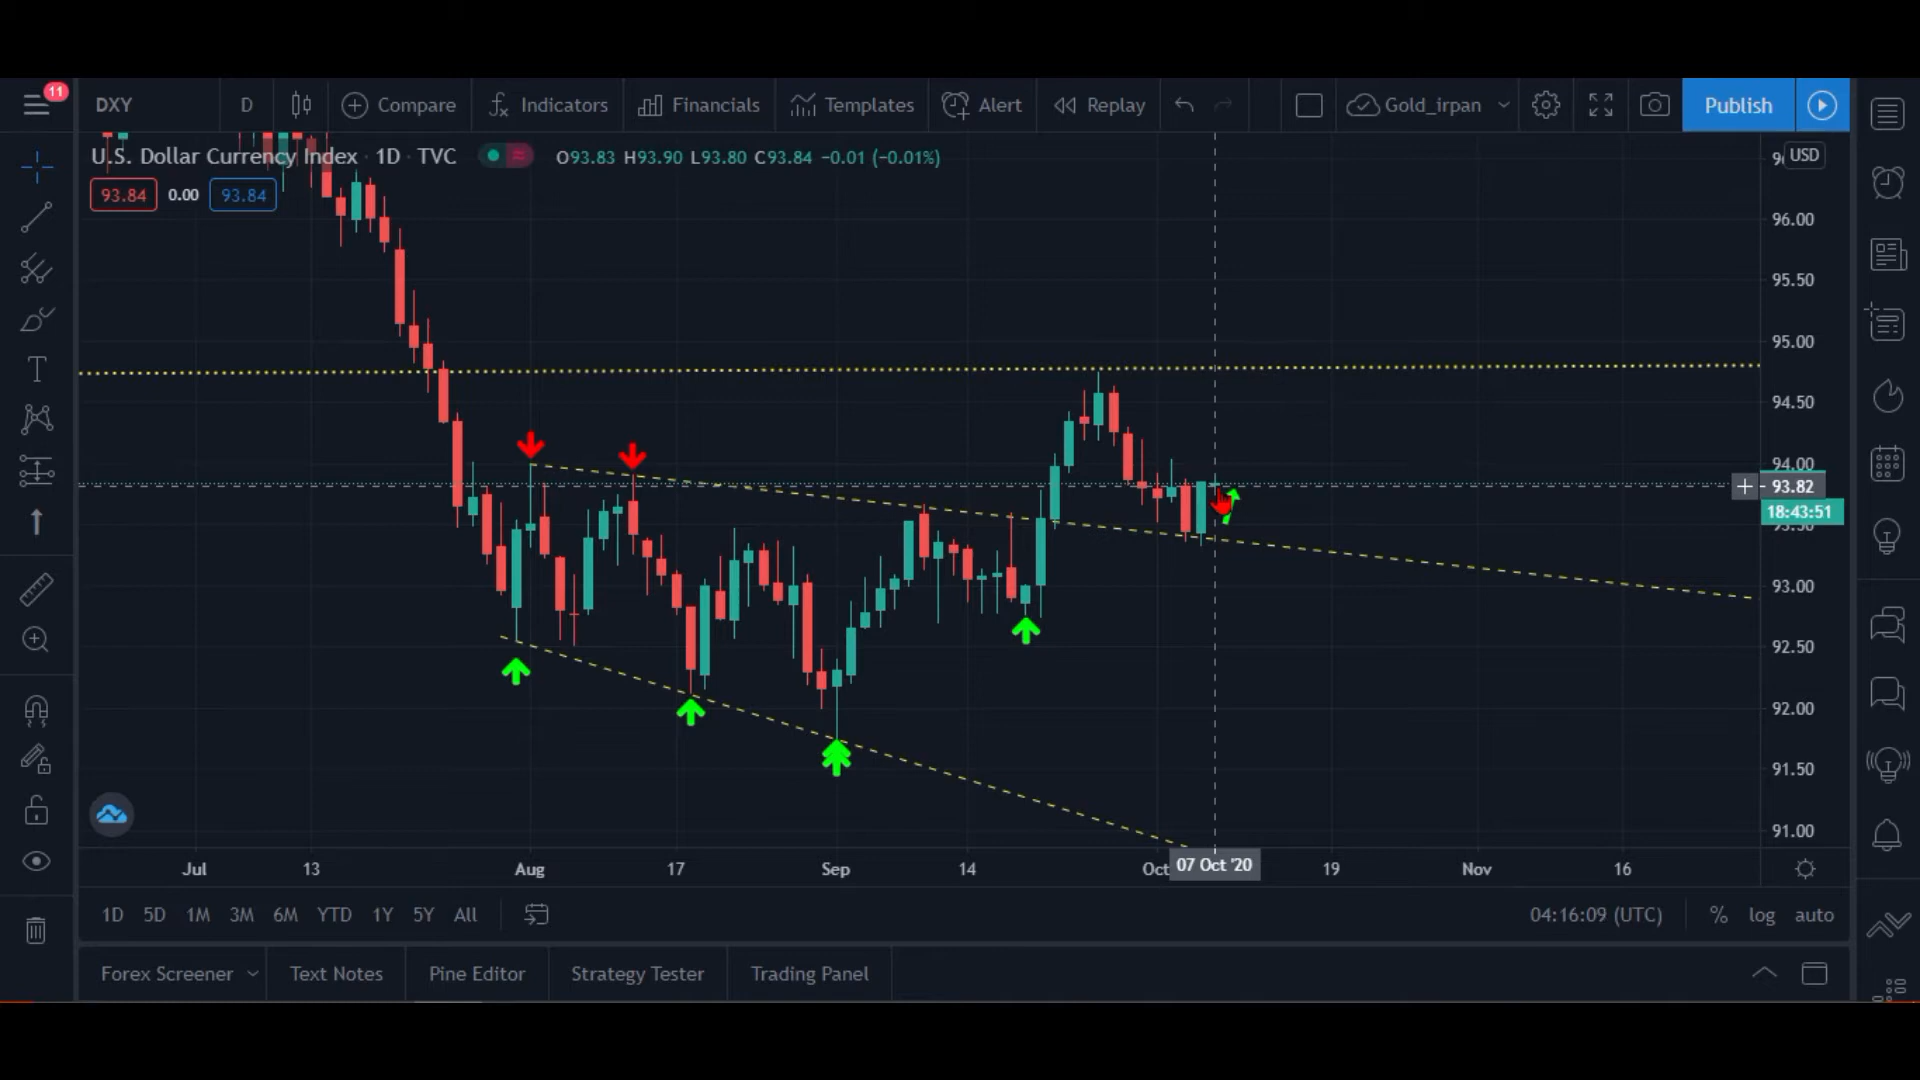 11
DXY D Compare Indicators Financials Templates Alert Replay Gold_irpan Publish
U.S. Dollar Currency Index · 1D · TVC O93.83 H93.90 L93.80 C93.84 −0.01 (−0.01%)
USD
93.84 0.00 93.84
96.00
95.50
95.00
94.50
94.00
93.82
18:43:51
93.00
92.50
92.00
91.50
91.00
Jul 13 Aug 17 Sep 14 Oct 07 Oct '20 19 Nov 16
1D 5D 1M 3M 6M YTD 1Y 5Y All 04:16:09 (UTC) % log auto
Forex Screener Text Notes Pine Editor Strategy Tester Trading Panel